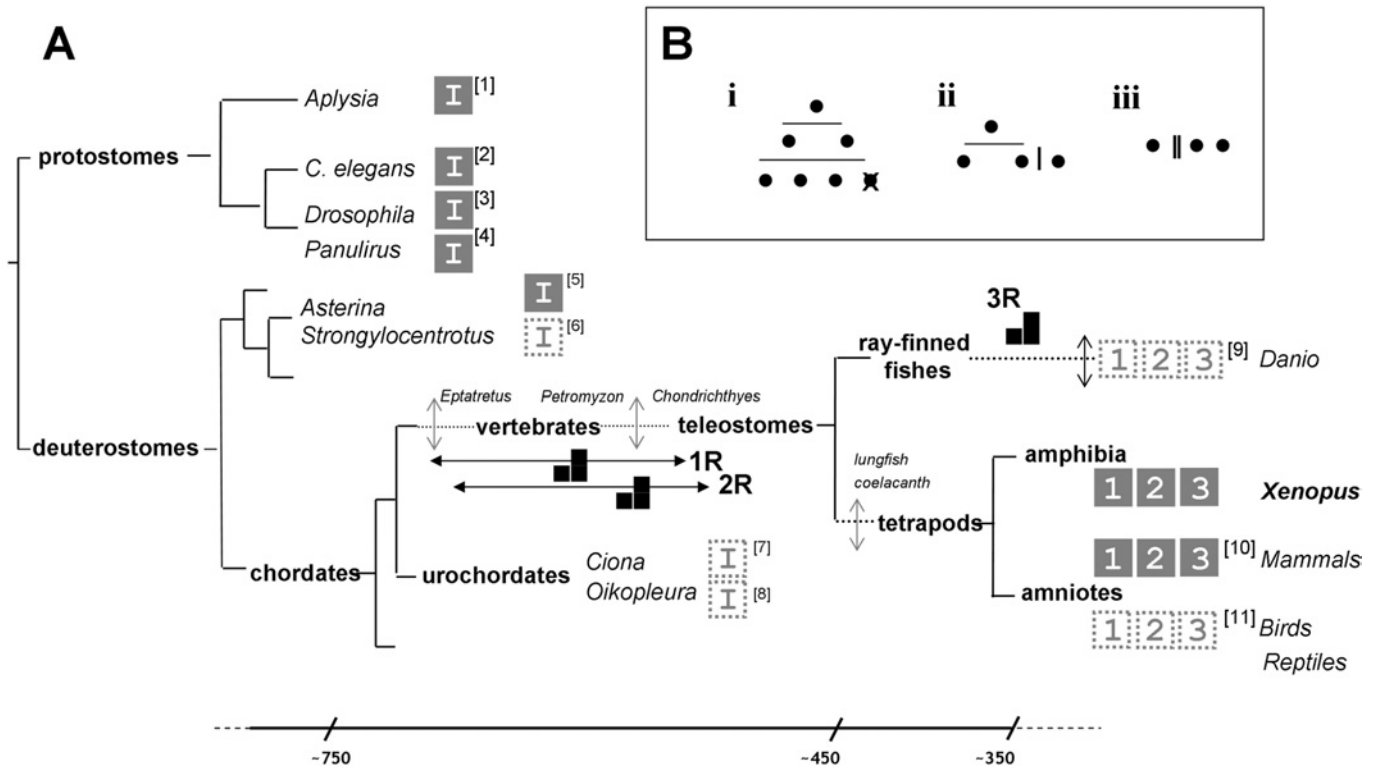 A
B
i
ii
iii
Aplysia I [1]
protostomes
C. elegans I [2]
Drosophila I [3]
Panulirus I [4]
Asterina I [5]
Strongylocentrotus I [6]
deuterostomes
3R
ray-finned
fishes
1 2 3 [9] Danio
Eptatretus Petromyzon Chondrichthyes
vertebrates teleostomes
1R
2R
lungfish
coelacanth
amphibia
1 2 3 Xenopus
tetrapods
1 2 3 [10] Mammals
amniotes
1 2 3 [11] Birds
Reptiles
chordates
urochordates
Ciona I [7]
Oikopleura I [8]
~750 ~450 ~350